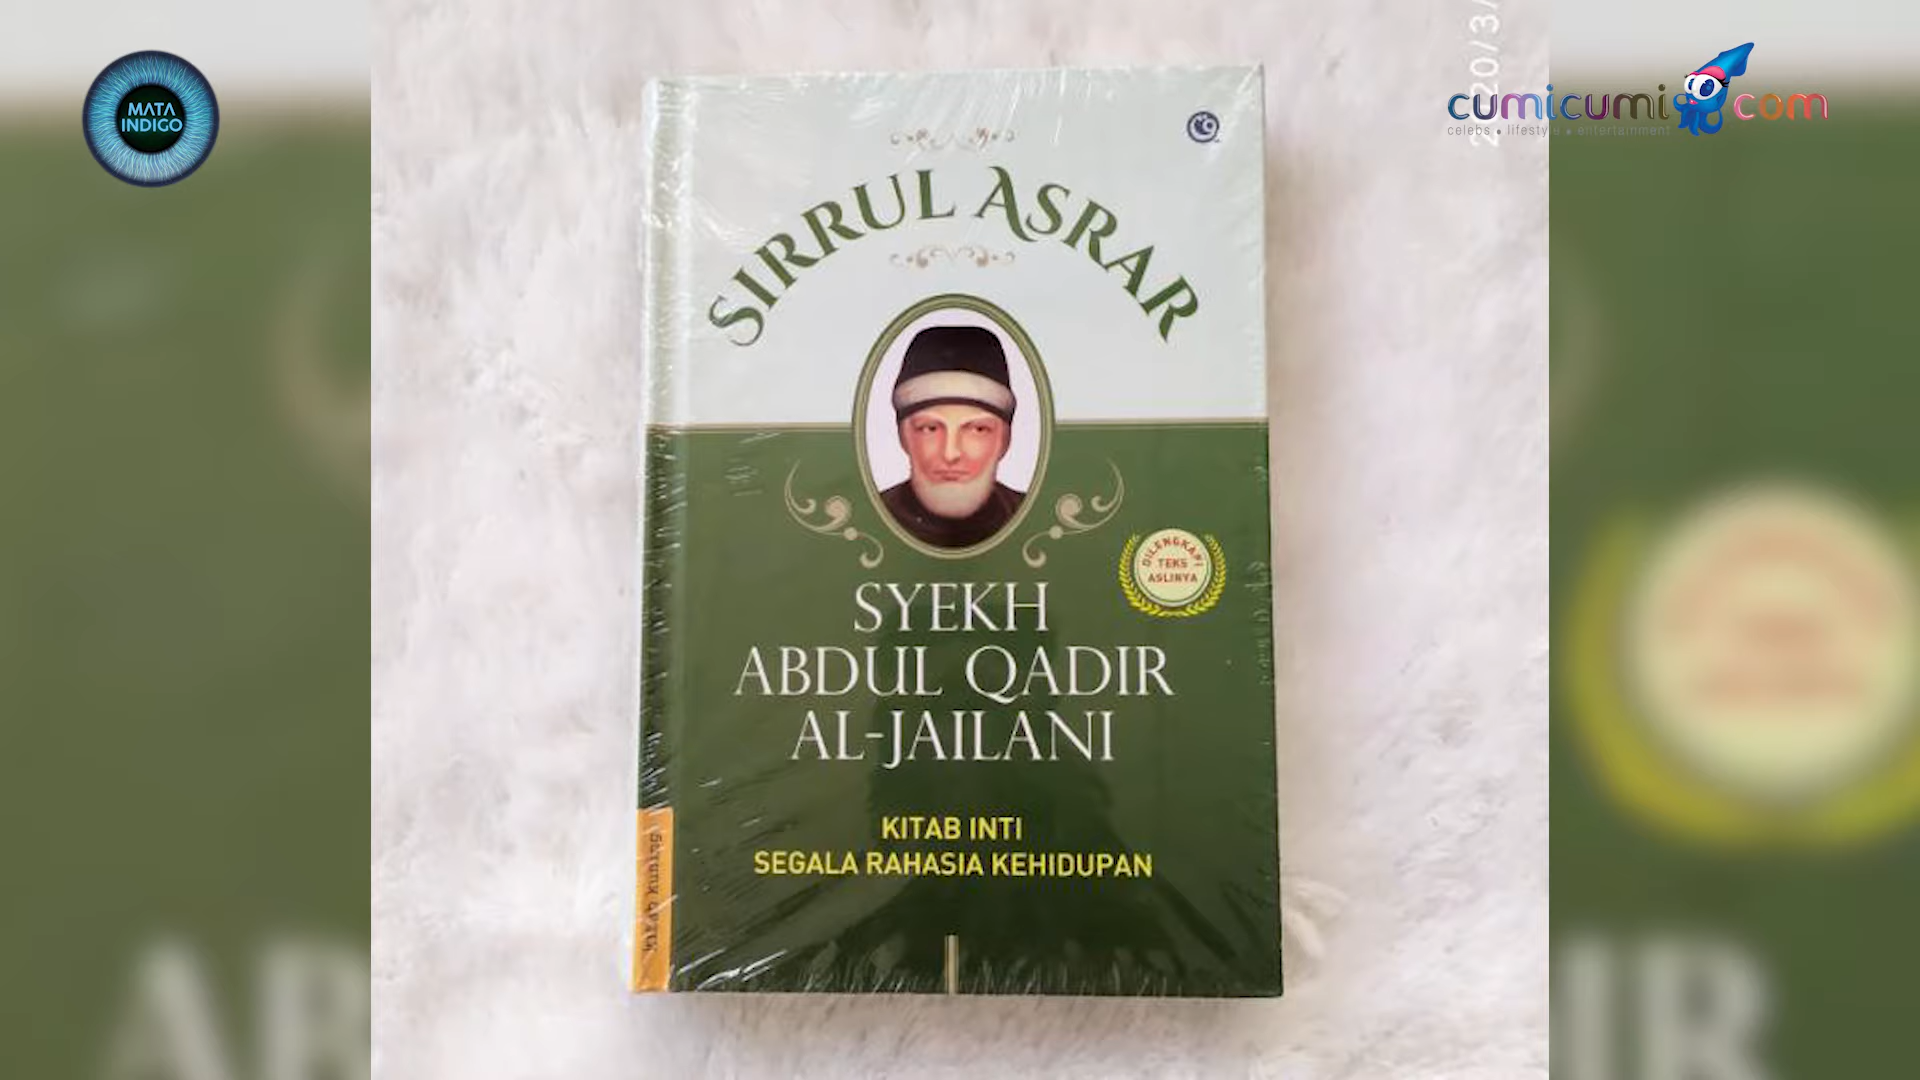 MATA
INDIGO
cumicumi.com
celebs • lifestyle • entertainment
SIRRUL ASRAR
DILENGKAPI
TEKS
ASLINYA
SYEKH
ABDUL QADIR
AL-JAILANI
KITAB INTI
SEGALA RAHASIA KEHIDUPAN